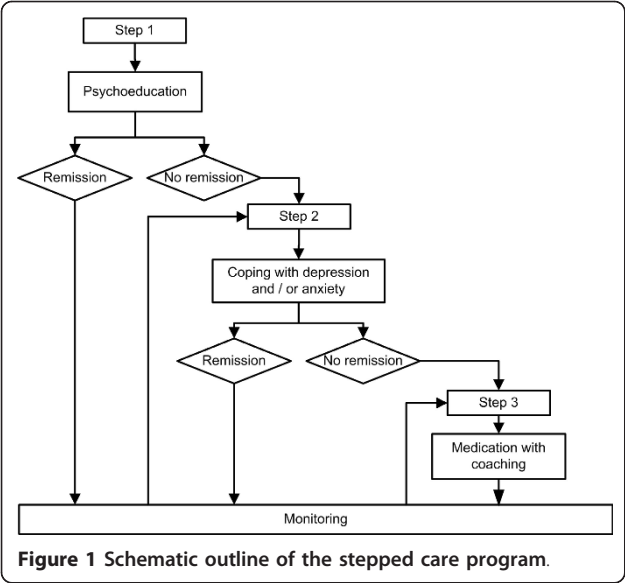 Step 1
Psychoeducation
Remission
No remission
Step 2
Coping with depression
and / or anxiety
Remission
No remission
Step 3
Medication with
coaching
Monitoring
Figure 1 Schematic outline of the stepped care program.